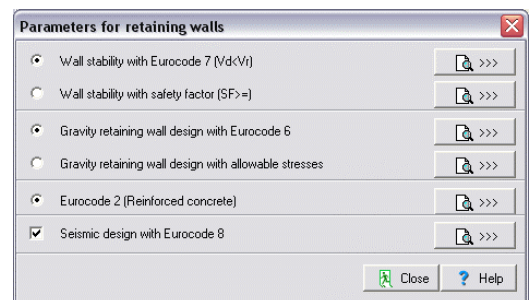 Parameters for retaining walls
Wall stability with Eurocode 7 (Vd<Vr)
>>>
Wall stability with safety factor (SF>=)
>>>
Gravity retaining wall design with Eurocode 6
>>>
Gravity retaining wall design with allowable stresses
>>>
Eurocode 2 (Reinforced concrete)
>>>
Seismic design with Eurocode 8
>>>
Close
? Help